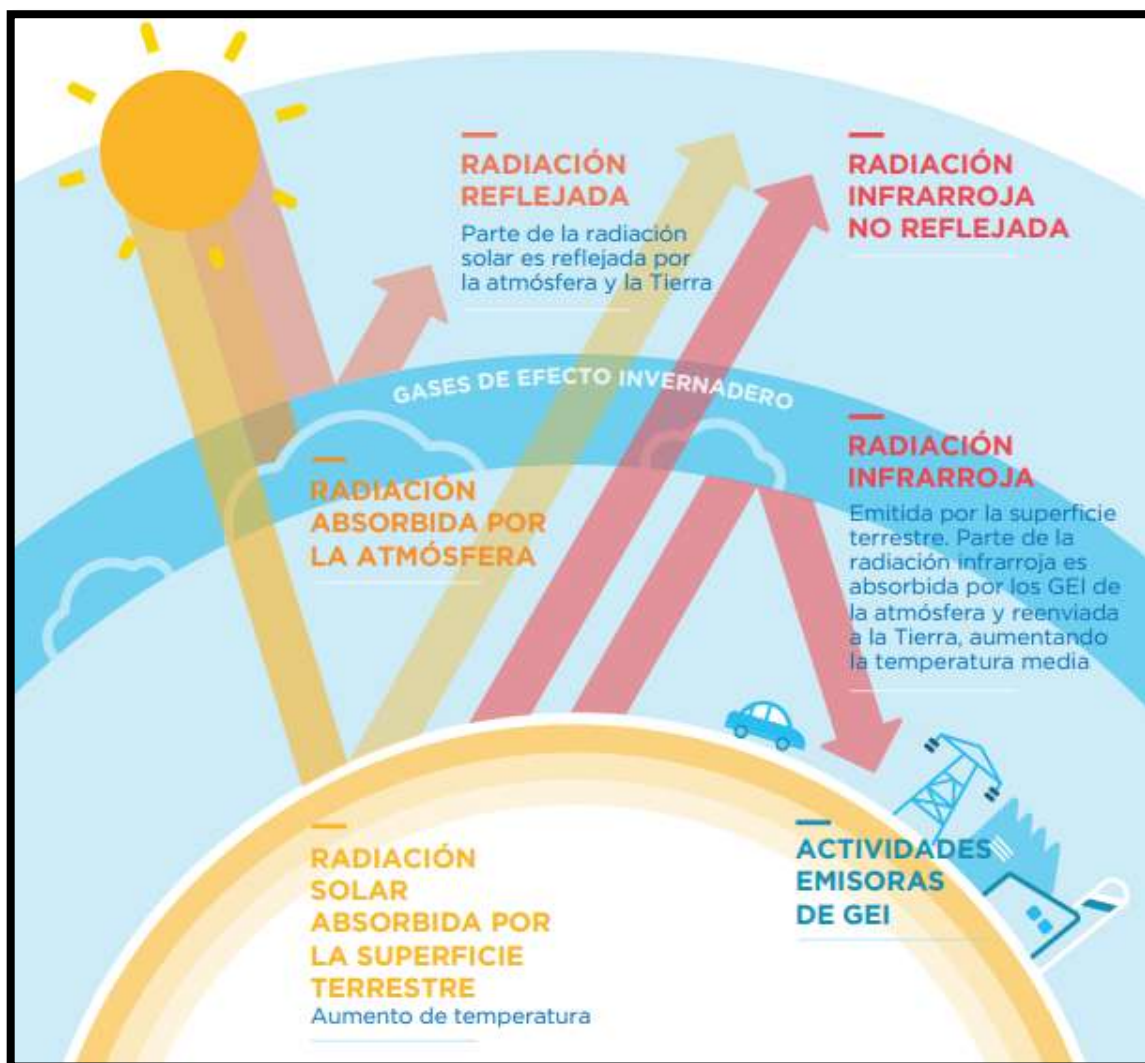 RADIACIÓN
REFLEJADA
Parte de la radiación
solar es reflejada por
la atmósfera y la Tierra
RADIACIÓN
INFRARROJA
NO REFLEJADA
GASES DE EFECTO INVERNADERO
RADIACIÓN
ABSORBIDA POR
LA ATMÓSFERA
RADIACIÓN
INFRARROJA
Emitida por la superficie
terrestre. Parte de la
radiación infrarroja es
absorbida por los GEI de
la atmósfera y reenviada
a la Tierra, aumentando
la temperatura media
RADIACIÓN
SOLAR
ABSORBIDA POR
LA SUPERFICIE
TERRESTRE
Aumento de temperatura
ACTIVIDADES
EMISORAS
DE GEI